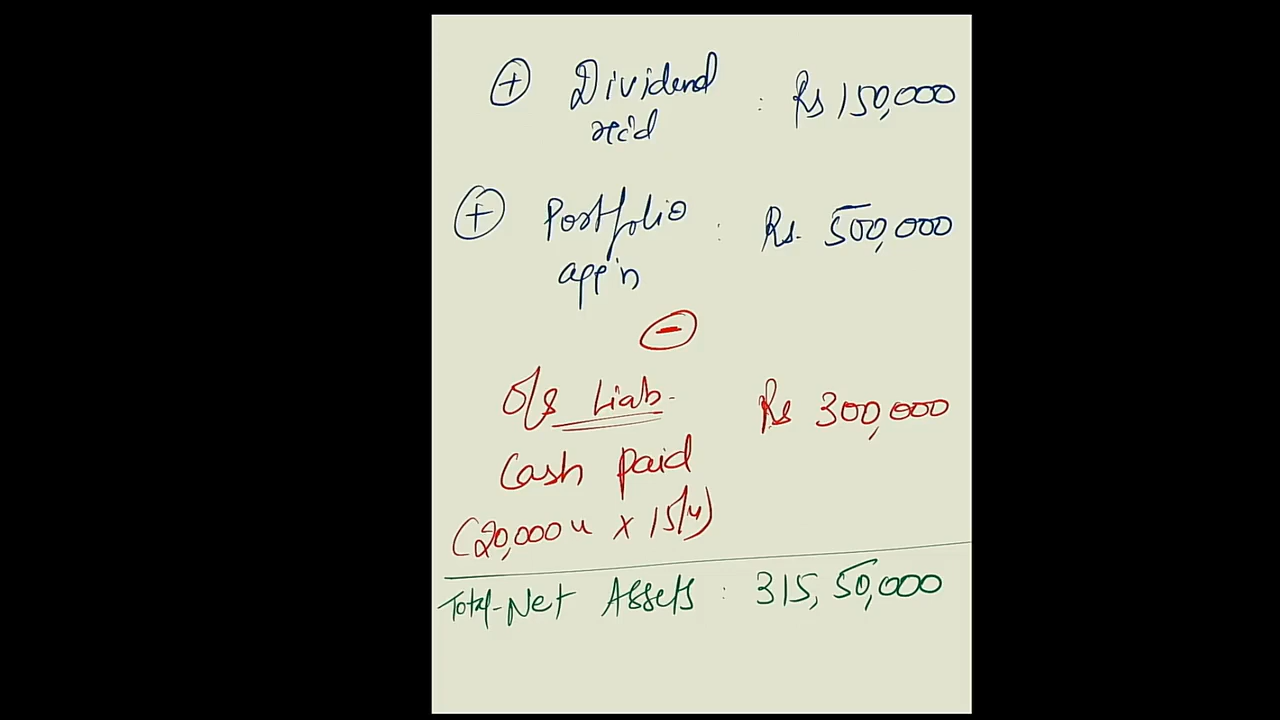 ⊕ Dividend : Rs 150,000
rec'd
⊕ Portfolio : Rs. 500,000
app'n
⊖
O/s Liab. Rs 300,000
Cash paid
(20,000 u x 15/u)
Total-Net Assets : 315,50,000